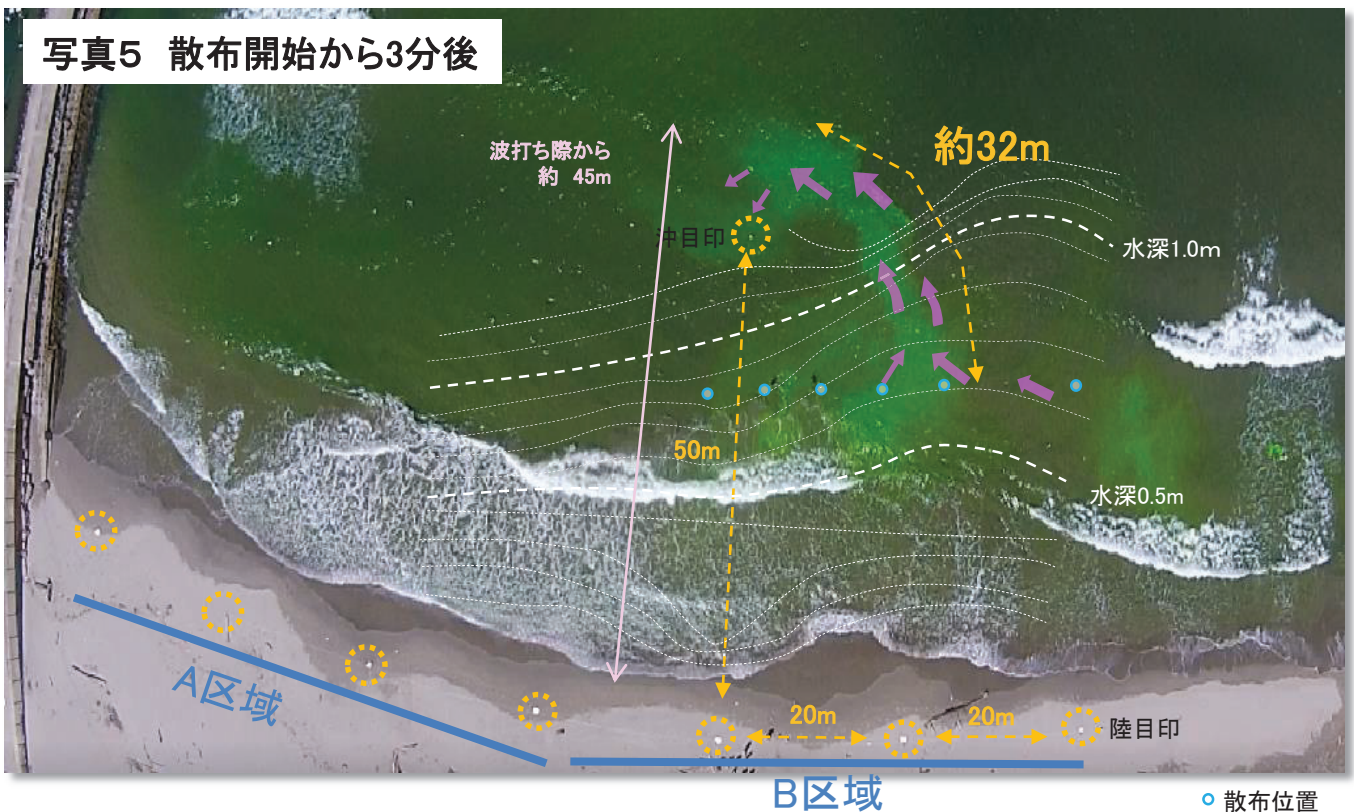 写真５ 散布開始から3分後
波打ち際から
約 45m
約32m
沖目印
水深1.0m
50m
水深0.5m
A区域
20m
20m
陸目印
B区域
散布位置